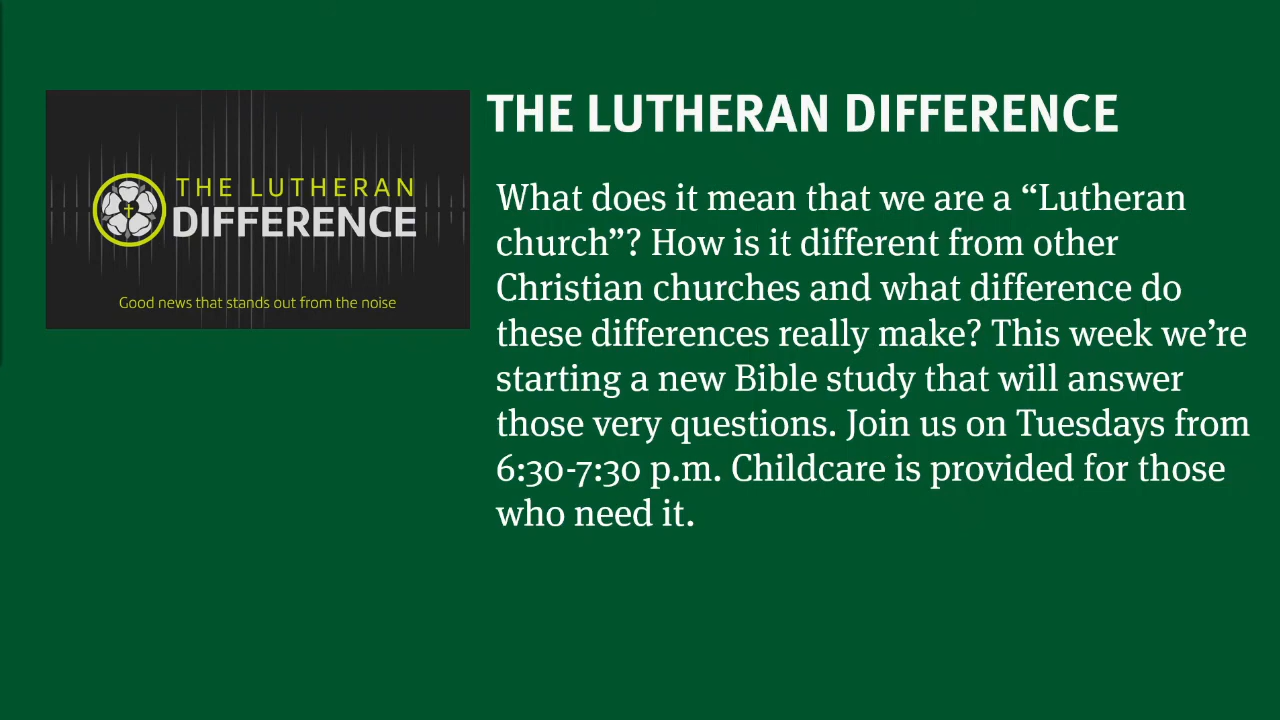 THE LUTHERAN
DIFFERENCE
Good news that stands out from the noise
THE LUTHERAN DIFFERENCE
What does it mean that we are a “Lutheran
church”? How is it different from other
Christian churches and what difference do
these differences really make? This week we’re
starting a new Bible study that will answer
those very questions. Join us on Tuesdays from
6:30-7:30 p.m. Childcare is provided for those
who need it.